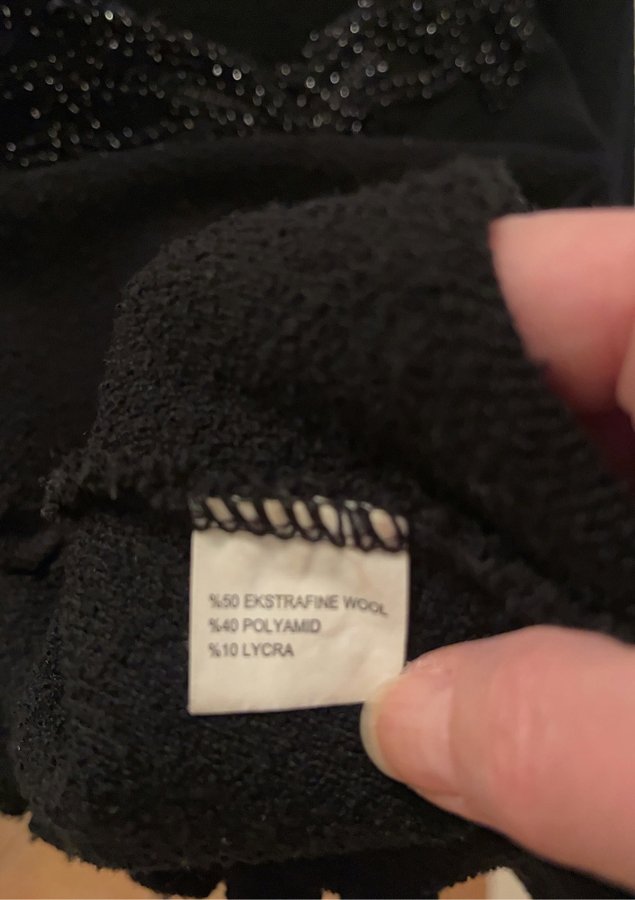 %50 EKSTRAFINE WOOL
%40 POLYAMID
%10 LYCRA